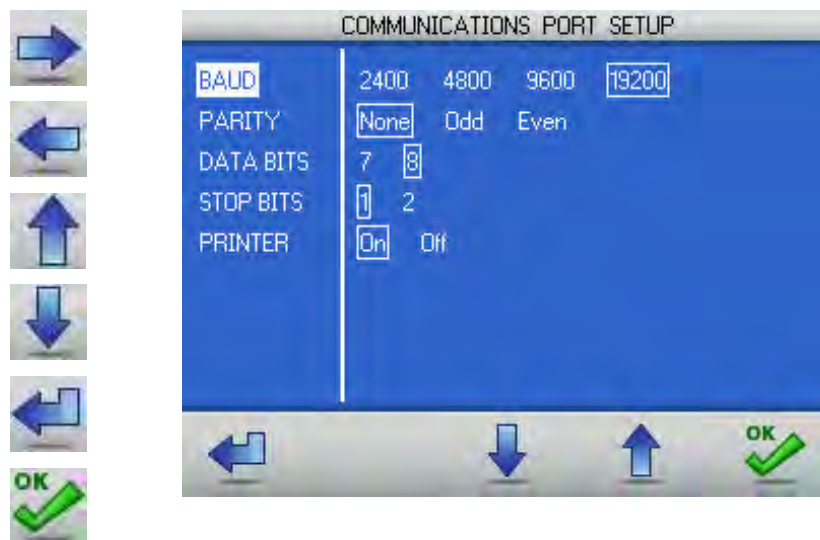 COMMUNICATIONS PORT SETUP
BAUD 2400 4800 9600 19200
PARITY None Odd Even
DATA BITS 7 8
STOP BITS 1 2
PRINTER On Off
OK
OK